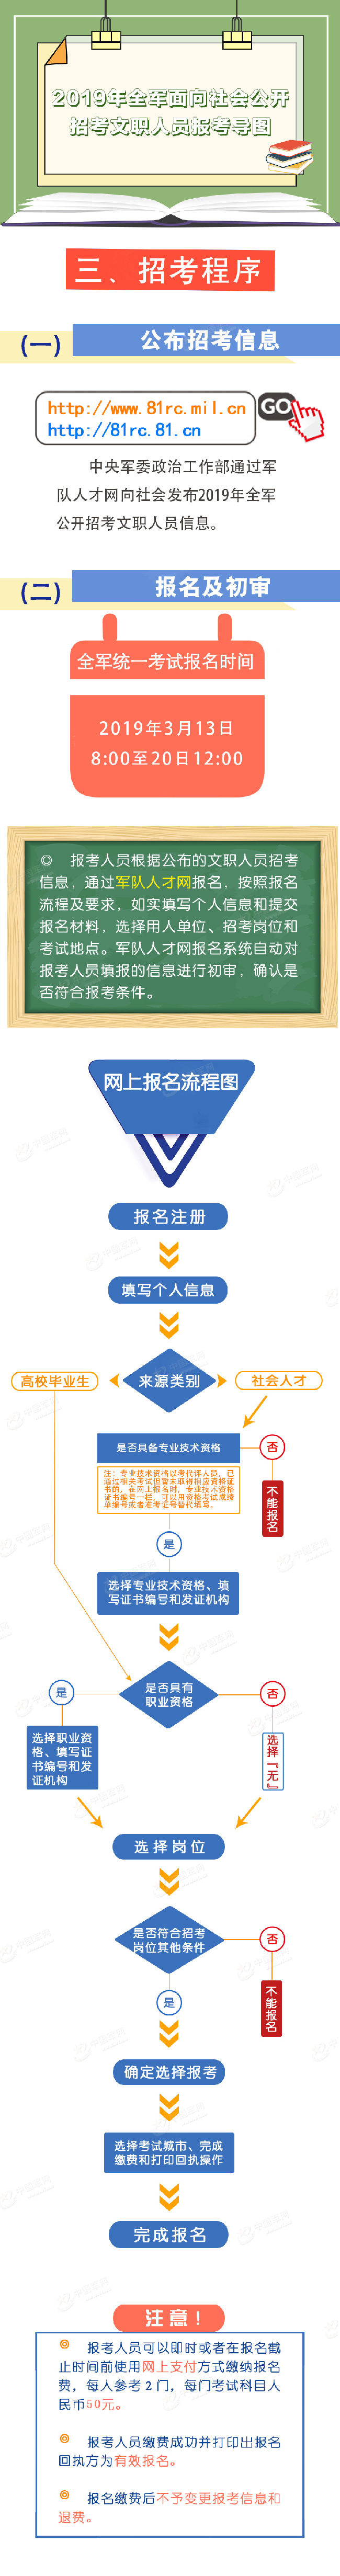 2019年全军面向社会公开
招考文职人员报考导图
三、招考程序
(一)
公布招考信息
http://www.81rc.mil.cn
http://81rc.81.cn
GO
中央军委政治工作部通过军
队人才网向社会发布2019年全军
公开招考文职人员信息。
(二)
报名及初审
全军统一考试报名时间
2019年3月13日
8:00至20日12:00
◎ 报考人员根据公布的文职人员招考
信息，通过军队人才网报名，按照报名
流程及要求，如实填写个人信息和提交
报名材料，选择用人单位、招考岗位和
考试地点。军队人才网报名系统自动对
报考人员填报的信息进行初审，确认是
否符合报考条件。
网上报名流程图
报名注册
填写个人信息
高校毕业生
来源类别
社会人才
是否具备专业技术资格
否
注：专业技术资格以考代评人员，已
通过相关考试但暂未取得相应资格证
书的，在网上报名时，专业技术资格
证书编号一栏，可以用资格考试成绩
单编号或者准考证号替代填写。
不能报名
是
选择专业技术资格、填
写证书编号和发证机构
是
是否具有
职业资格
否
选择职业资
格、填写证
书编号和发
证机构
选择『无』
选择岗位
是否符合招考
岗位其他条件
否
是
不能报名
确定选择报考
选择考试城市、完成
缴费和打印回执操作
完成报名
注意！
◎ 报考人员可以即时或者在报名截
止时间前使用网上支付方式缴纳报名
费，每人参考2门，每门考试科目人
民币50元。
◎ 报考人员缴费成功并打印出报名
回执方为有效报名。
◎ 报名缴费后不予变更报考信息和
退费。